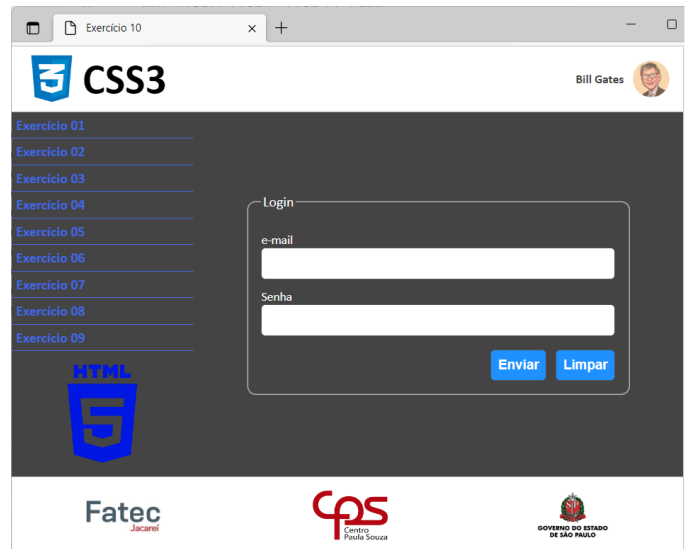 Exercício 10
CSS3
Bill Gates
Exercício 01
Exercício 02
Exercício 03
Exercício 04
Exercício 05
Exercício 06
Exercício 07
Exercício 08
Exercício 09
HTML
5
Login
e-mail
Senha
Enviar
Limpar
Fatec
Jacareí
CPS
Centro
Paula Souza
GOVERNO DO ESTADO
DE SÃO PAULO